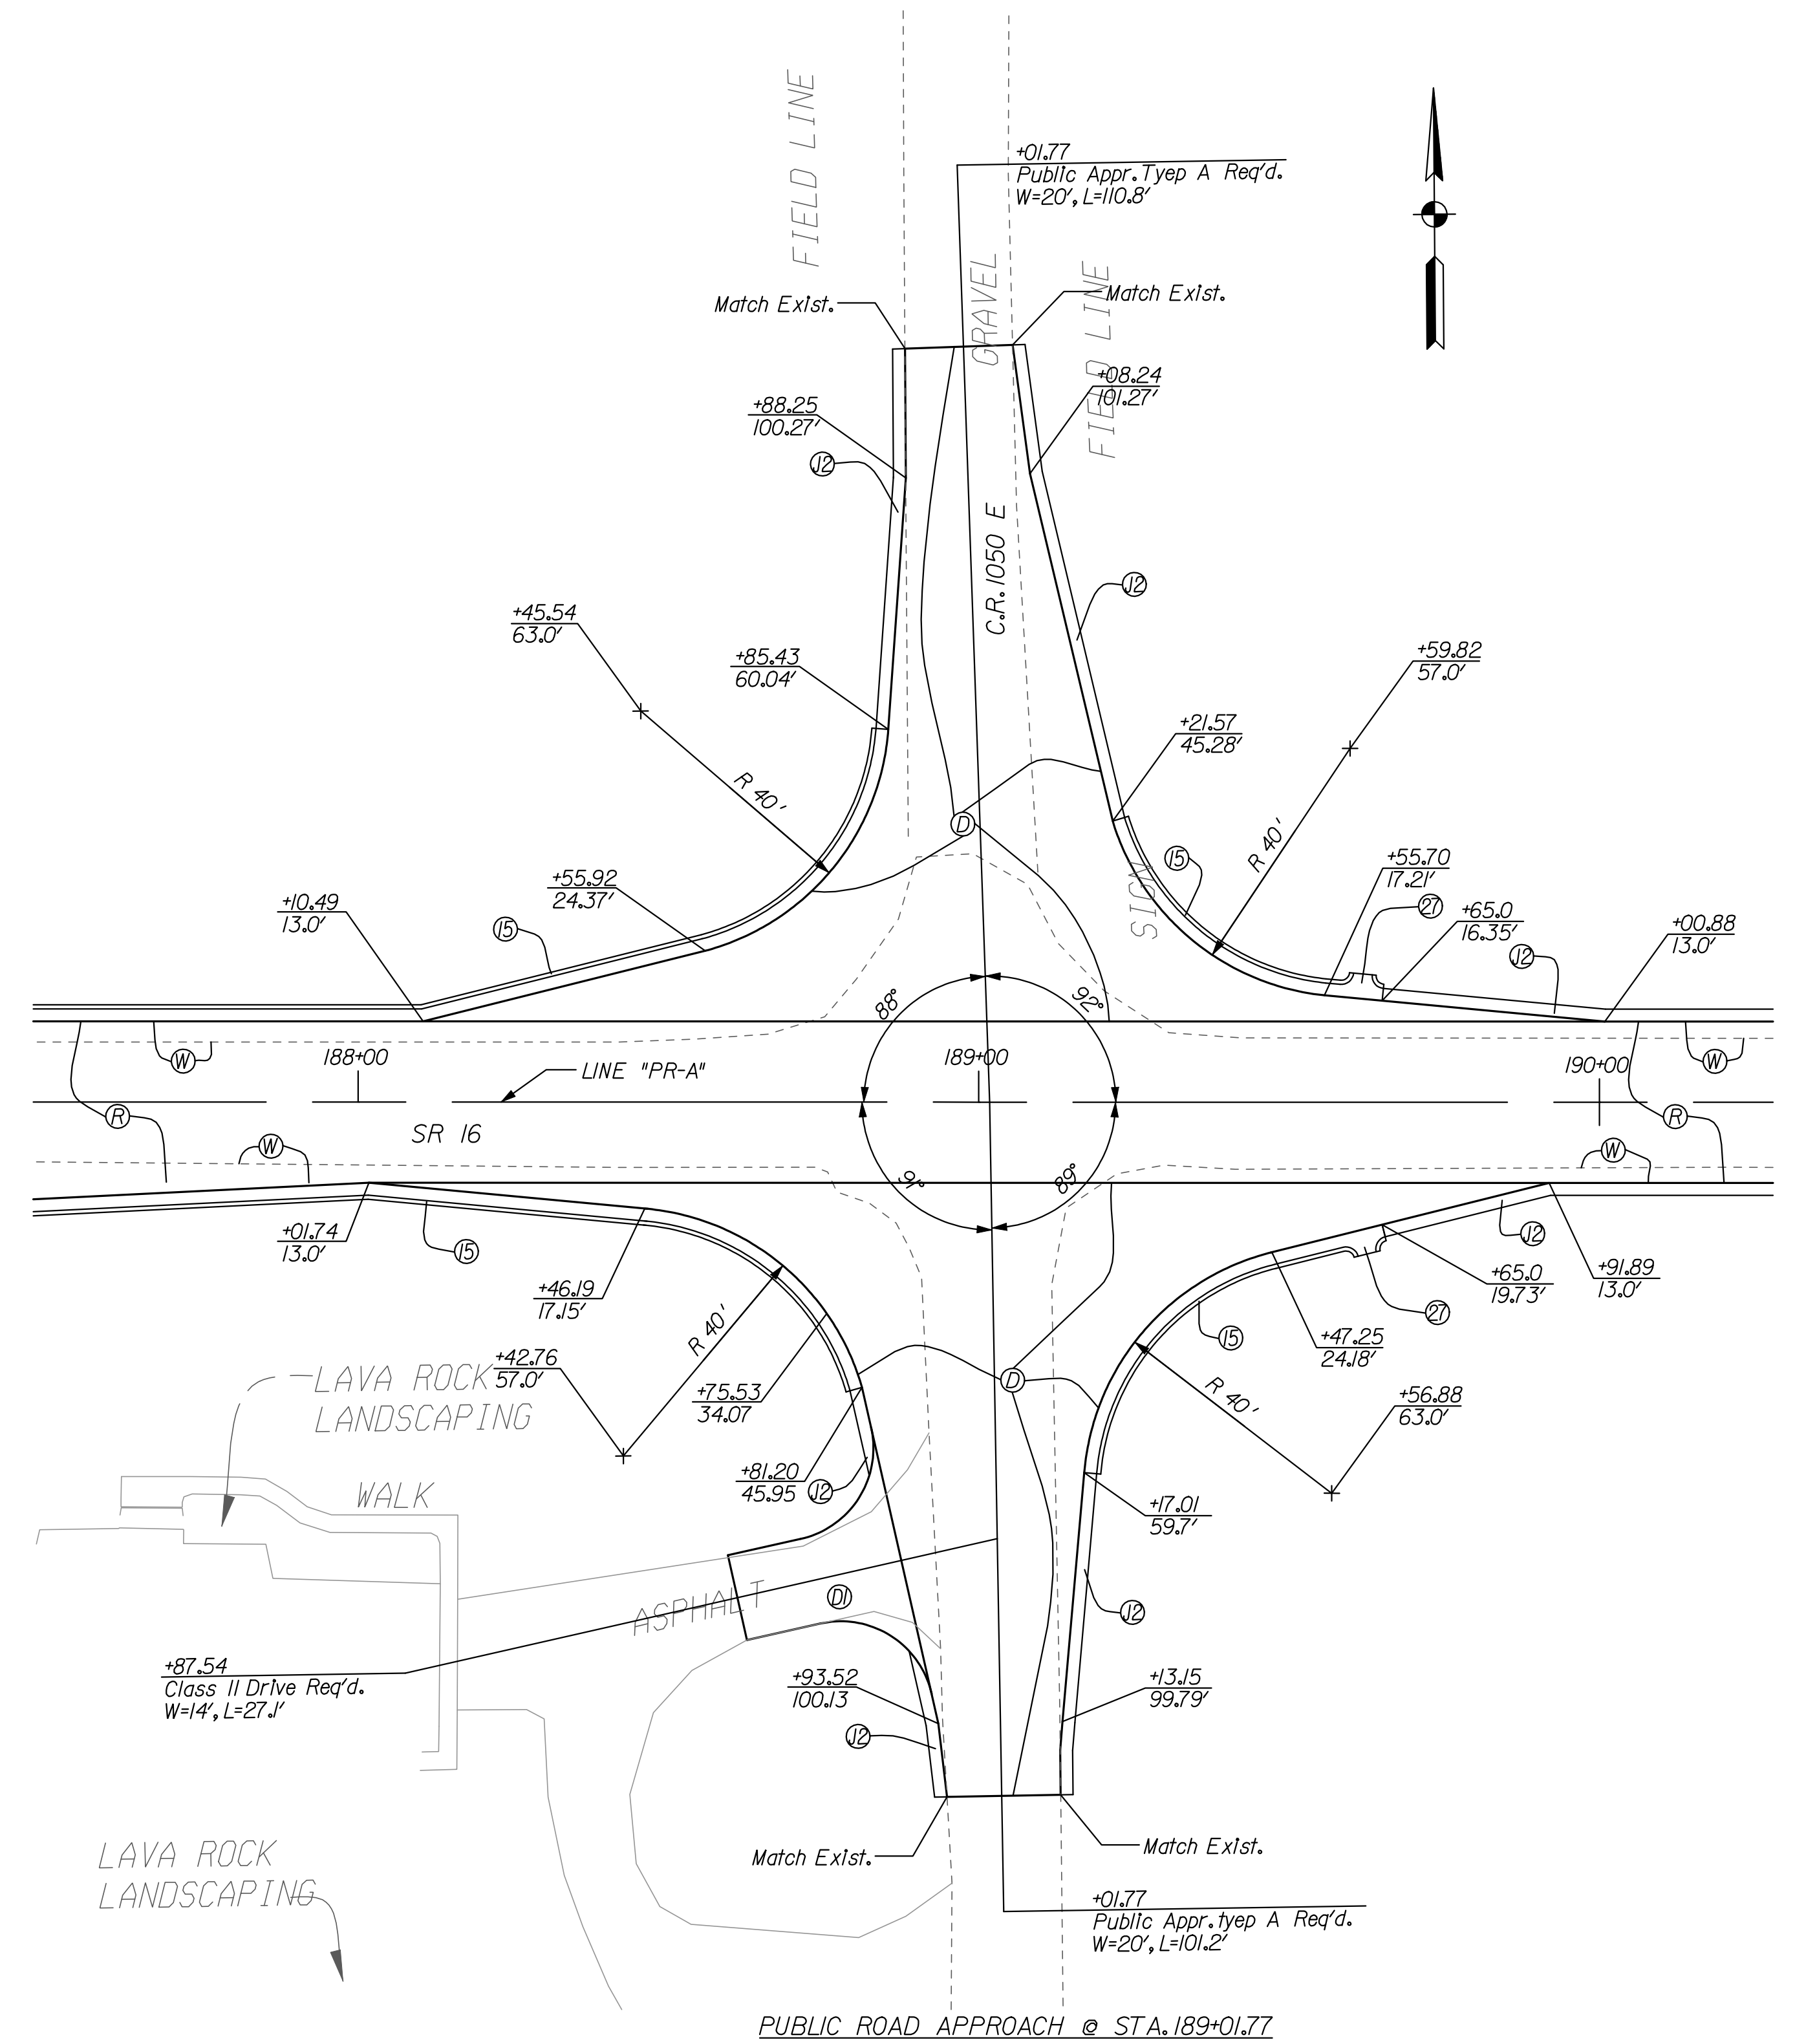 FIELD LINE
+01.77
Public Appr. Tyep A Req'd.
W=20', L=110.8'
GRAVEL
FIELD LINE
Match Exist.
Match Exist.
+08.24
101.27'
+88.25
100.27'
J2
C.R. 1050 E
J2
+45.54
63.0'
+85.43
60.04'
+59.82
57.0'
+21.57
45.28'
R 40'
D
R 40'
15
+55.70
17.21'
+55.92
24.37'
SIGN
27
+65.0
16.35'
+10.49
13.0'
15
J2
+00.88
13.0'
88°
92°
W
188+00
LINE "PR-A"
189+00
190+00
W
R
SR 16
R
W
W
91°
89°
+01.74
13.0'
15
J2
+46.19
17.15'
+65.0
19.73'
+91.89
13.0'
R 40'
15
27
+47.25
24.18'
+42.76
57.0'
LAVA ROCK
LANDSCAPING
D
+75.53
34.07
R 40'
+56.88
63.0'
+81.20
45.95
J2
WALK
+17.01
59.7'
ASPHALT
D1
J2
+87.54
Class II Drive Req'd.
W=14', L=27.1'
+93.52
100.13
+13.15
99.79'
J2
Match Exist.
Match Exist.
LAVA ROCK
LANDSCAPING
+01.77
Public Appr. tyep A Req'd.
W=20', L=101.2'
PUBLIC ROAD APPROACH @ STA. 189+01.77